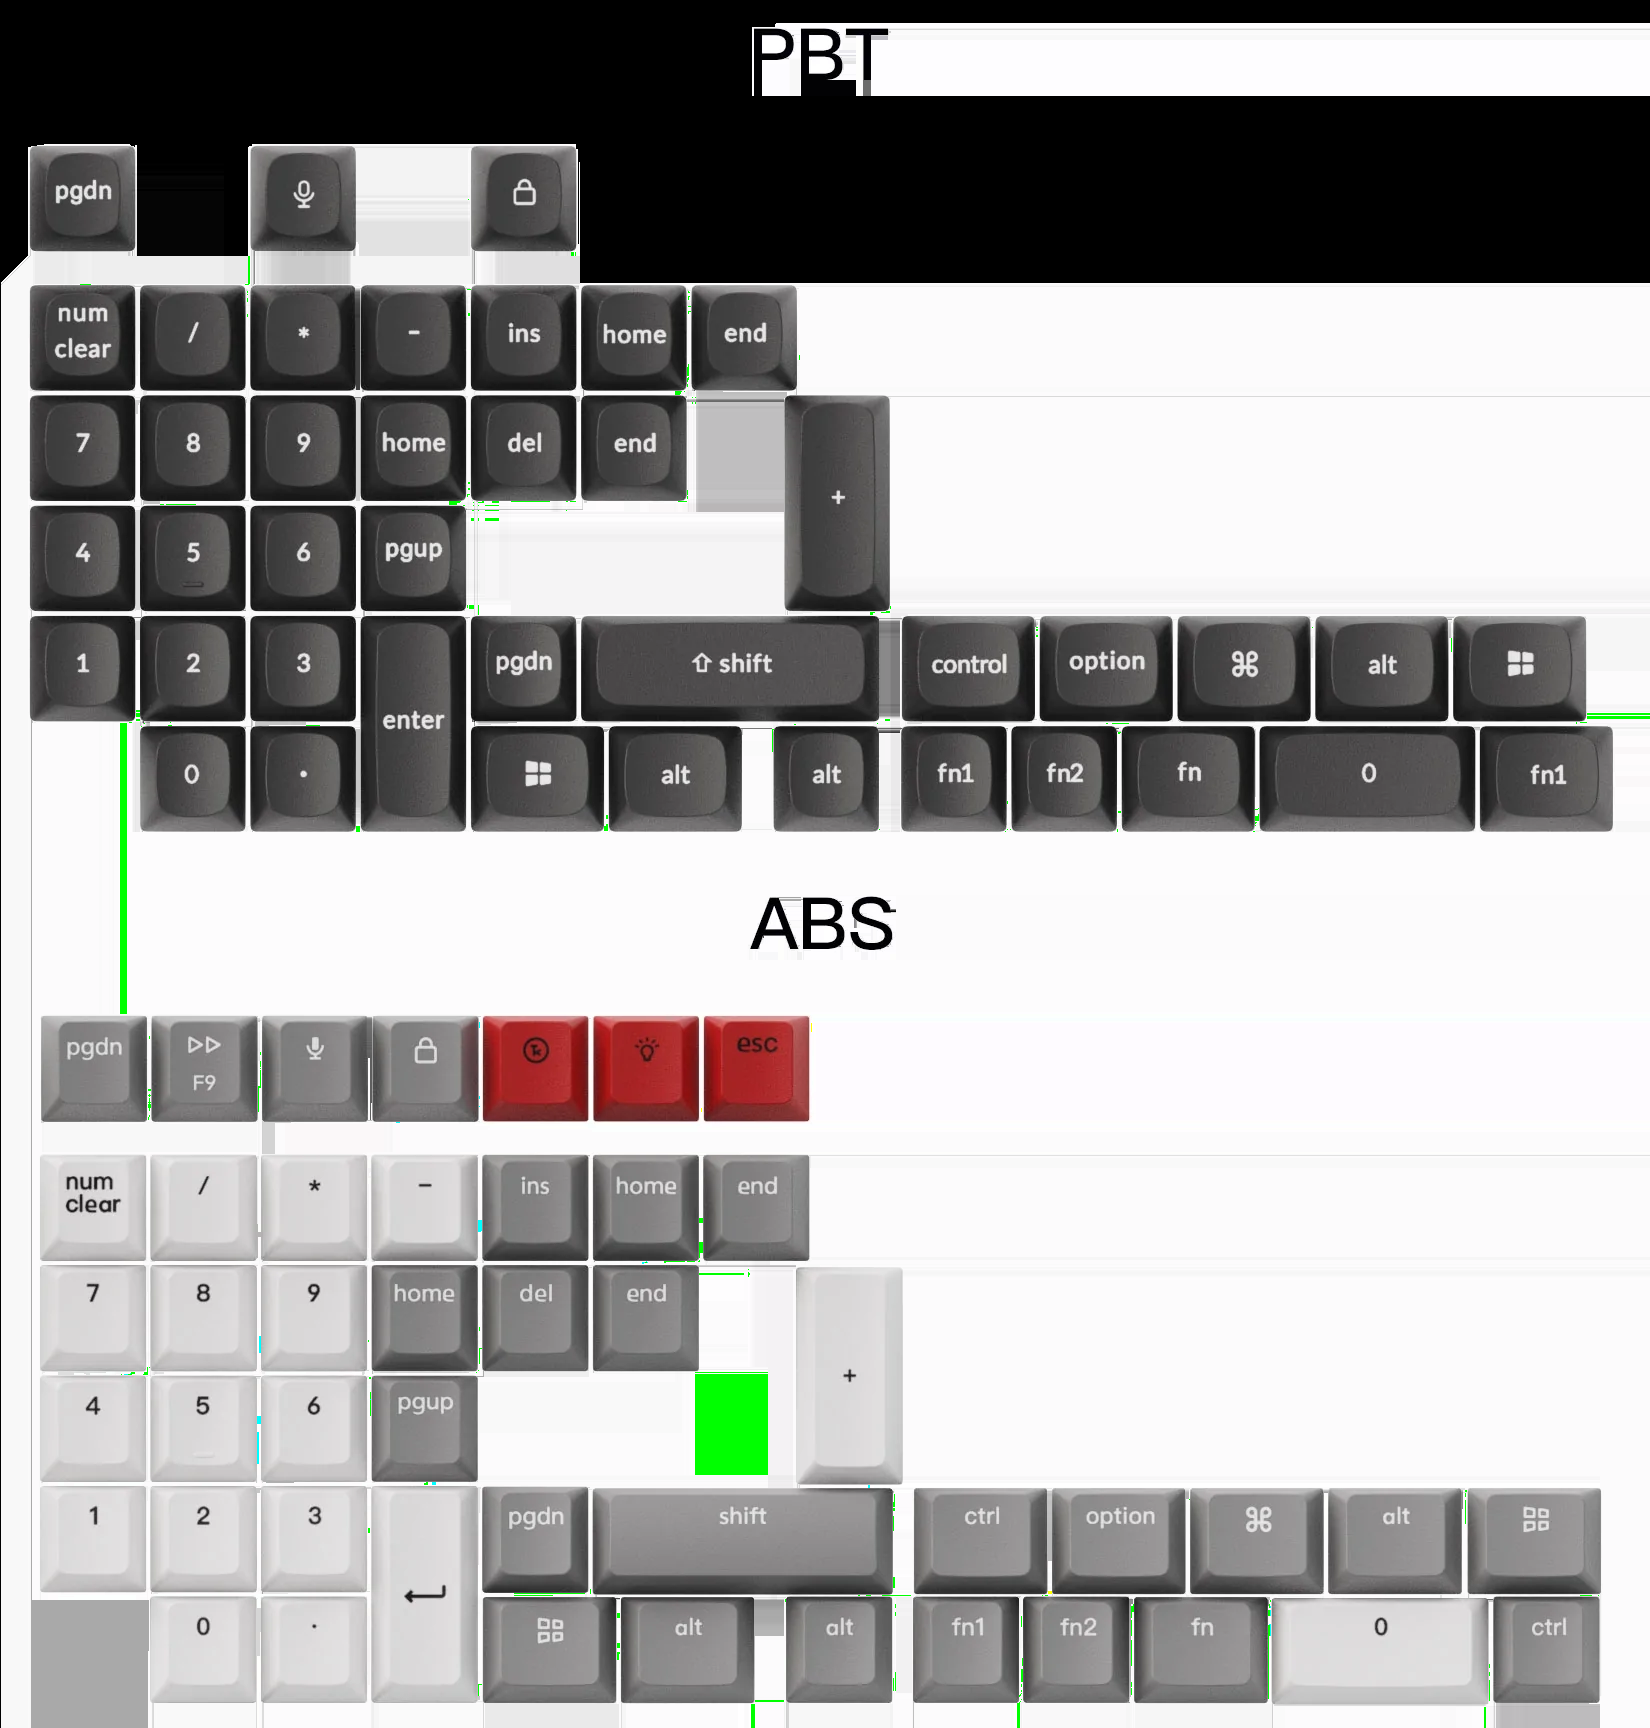 PBT
pgdn
num / * - ins home end
clear
7 8 9 home del end
+
4 5 6 pgup
1 2 3 pgdn ⇧ shift control option ⌘ alt
enter
0 . alt alt fn1 fn2 fn 0 fn1
ABS
pgdn esc
F9
num / * - ins home end
clear
7 8 9 home del end
+
4 5 6 pgup
1 2 3 pgdn shift ctrl option ⌘ alt
0 . alt alt fn1 fn2 fn 0 ctrl